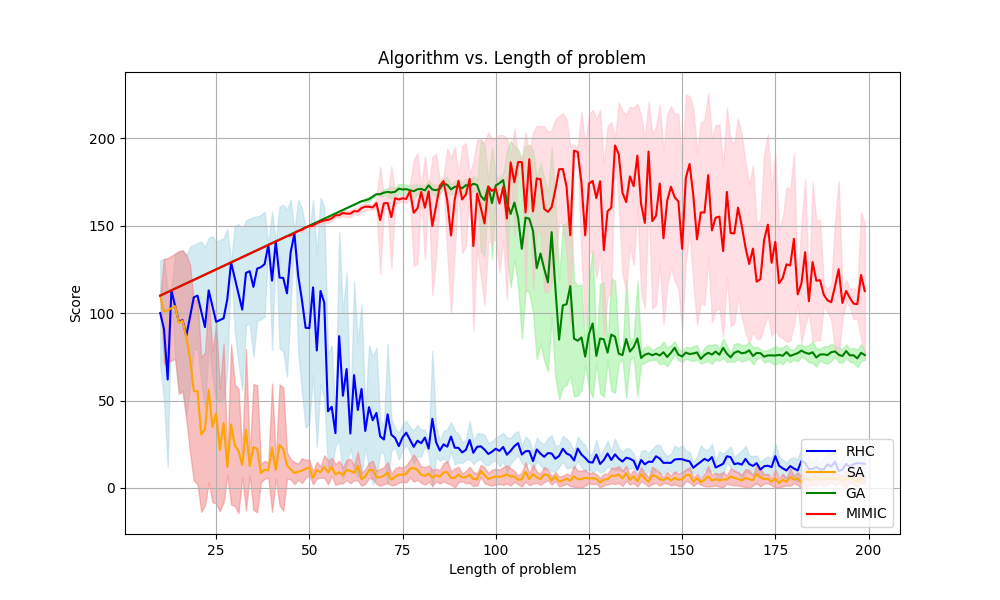 Algorithm vs. Length of problem
Score
200
150
100
50
0
25 50 75 100 125 150 175 200
Length of problem
RHC
SA
GA
MIMIC